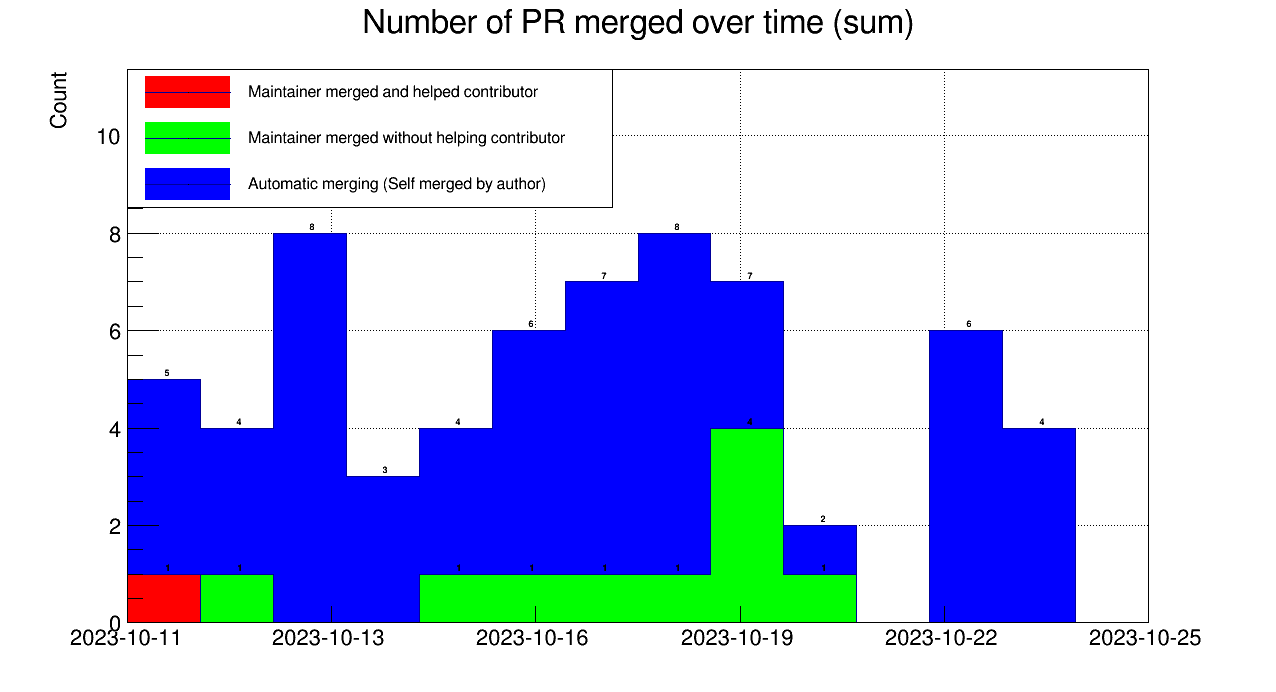 Number of PR merged over time (sum)
Count
Maintainer merged and helped contributor
Maintainer merged without helping contributor
Automatic merging (Self merged by author)
10
8
6
4
2
0
8 8
7 7
6 6
5
4 4 4 4
3
2
1 1 1 1 1 1 1
2023-10-11 2023-10-13 2023-10-16 2023-10-19 2023-10-22 2023-10-25